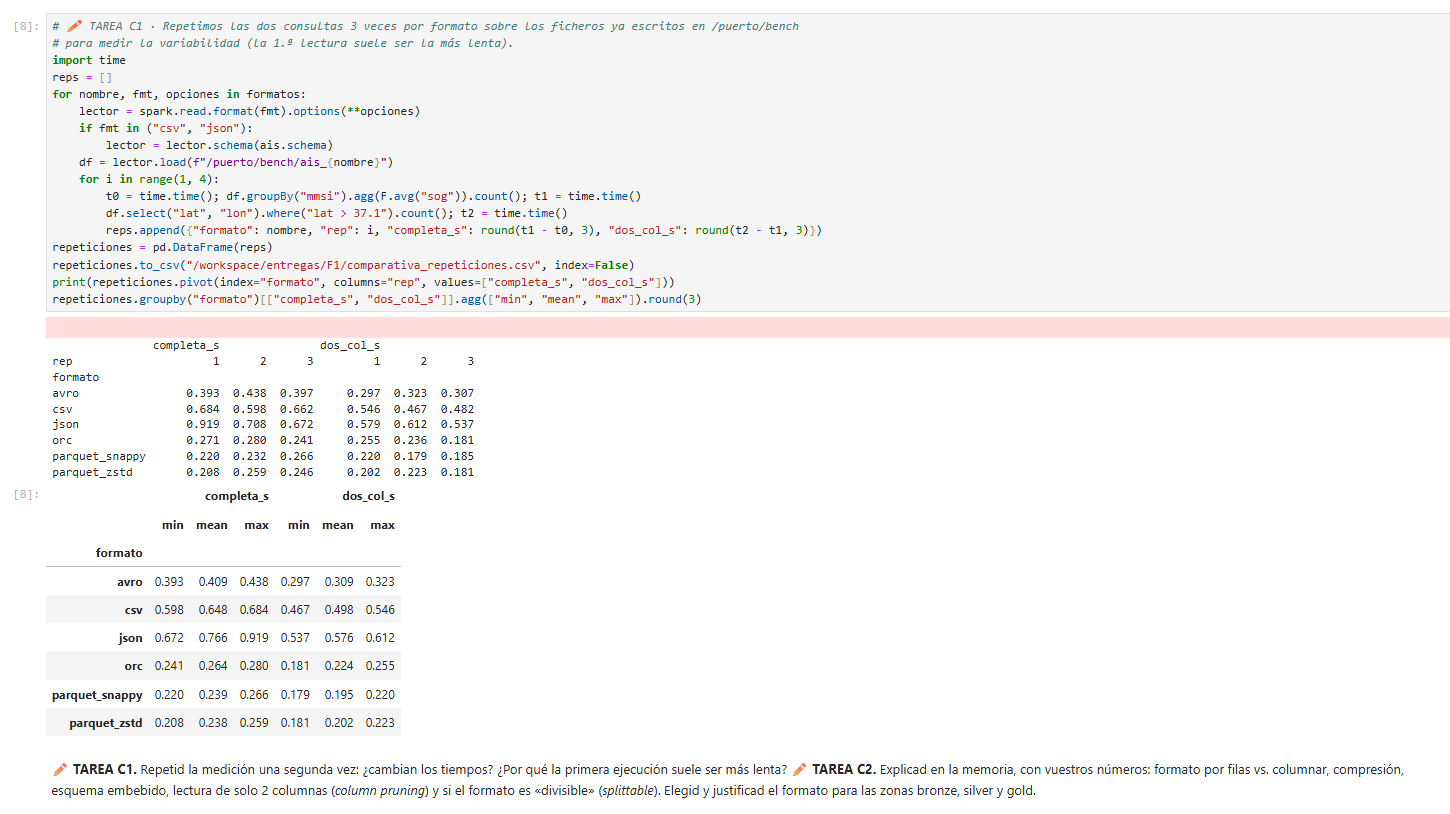 [8]: # 🖍️ TAREA C1 · Repetimos las dos consultas 3 veces por formato sobre los ficheros ya escritos en /puerto/bench
# para medir la variabilidad (la 1.ª lectura suele ser la más lenta).
import time
reps = []
for nombre, fmt, opciones in formatos:
    lector = spark.read.format(fmt).options(**opciones)
    if fmt in ("csv", "json"):
        lector = lector.schema(ais.schema)
    df = lector.load(f"/puerto/bench/ais_{nombre}")
    for i in range(1, 4):
        t0 = time.time(); df.groupBy("mmsi").agg(F.avg("sog")).count(); t1 = time.time()
        df.select("lat", "lon").where("lat > 37.1").count(); t2 = time.time()
        reps.append({"formato": nombre, "rep": i, "completa_s": round(t1 - t0, 3), "dos_col_s": round(t2 - t1, 3)})
repeticiones = pd.DataFrame(reps)
repeticiones.to_csv("/workspace/entregas/F1/comparativa_repeticiones.csv", index=False)
print(repeticiones.pivot(index="formato", columns="rep", values=["completa_s", "dos_col_s"]))
repeticiones.groupby("formato")[["completa_s", "dos_col_s"]].agg(["min", "mean", "max"]).round(3)
completa_s dos_col_s
rep 1 2 3 1 2 3
formato
avro 0.393 0.438 0.397 0.297 0.323 0.307
csv 0.684 0.598 0.662 0.546 0.467 0.482
json 0.919 0.708 0.672 0.579 0.612 0.537
orc 0.271 0.280 0.241 0.255 0.236 0.181
parquet_snappy 0.220 0.232 0.266 0.220 0.179 0.185
parquet_zstd 0.208 0.259 0.246 0.202 0.223 0.181
[8]: completa_s dos_col_s
min mean max min mean max
formato
avro 0.393 0.409 0.438 0.297 0.309 0.323
csv 0.598 0.648 0.684 0.467 0.498 0.546
json 0.672 0.766 0.919 0.537 0.576 0.612
orc 0.241 0.264 0.280 0.181 0.224 0.255
parquet_snappy 0.220 0.239 0.266 0.179 0.195 0.220
parquet_zstd 0.208 0.238 0.259 0.181 0.202 0.223
🖍️ TAREA C1. Repetid la medición una segunda vez: ¿cambian los tiempos? ¿Por qué la primera ejecución suele ser más lenta? 🖍️ TAREA C2. Explicad en la memoria, con vuestros números: formato por filas vs. columnar, compresión,
esquema embebido, lectura de solo 2 columnas (column pruning) y si el formato es «divisible» (splittable). Elegid y justificad el formato para las zonas bronze, silver y gold.